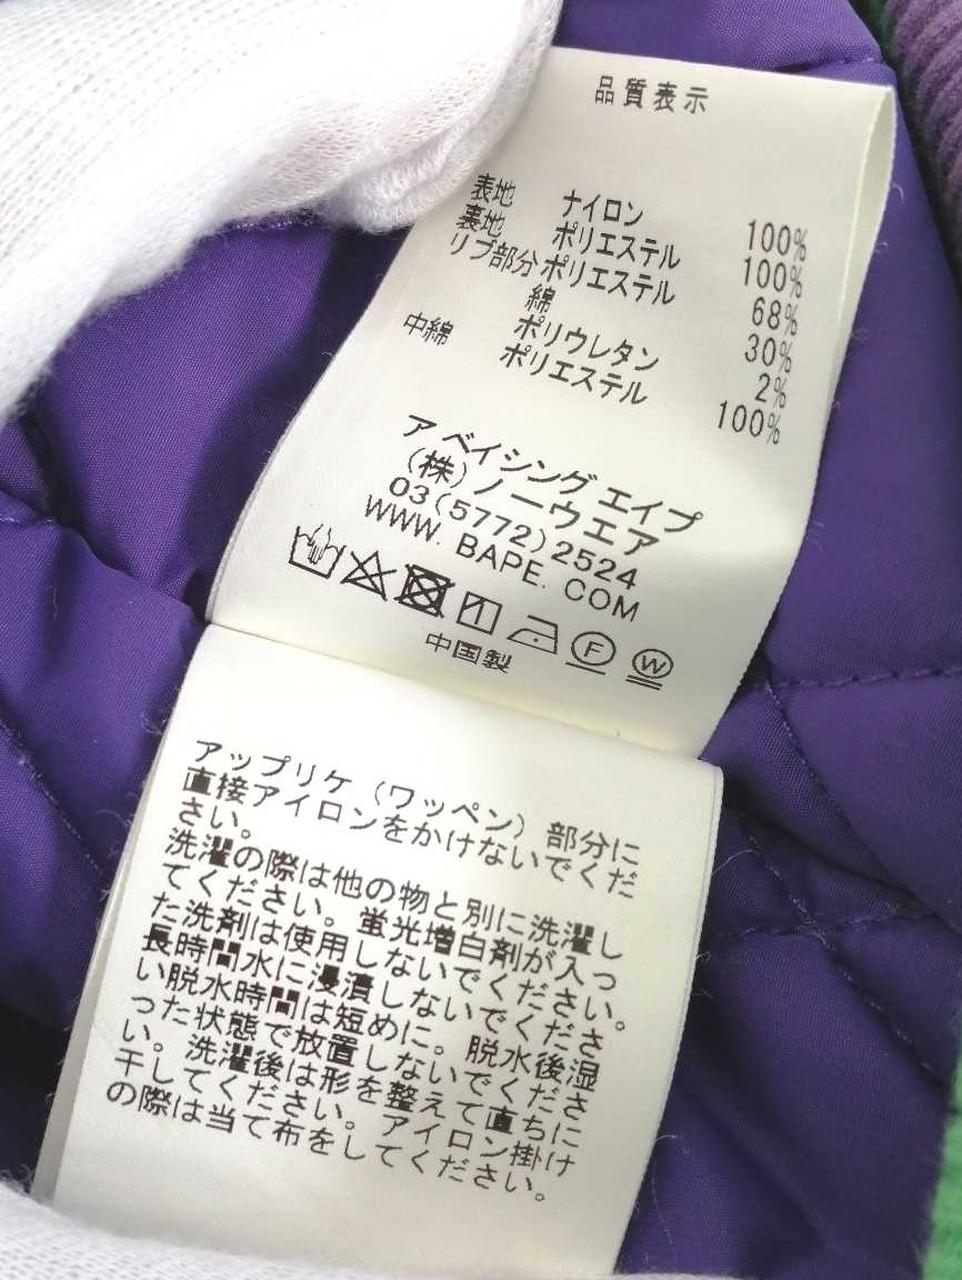 品質表示
表地 ナイロン 100%
裏地 ポリエステル 100%
リブ部分 ポリエステル 68%
綿 30%
ポリウレタン 2%
中綿 ポリエステル 100%
ア ベイシング エイプ
(株)ノーウエア
03(5772)2524
WWW. BAPE. COM
F W
中国製
アップリケ(ワッペン)部分に
直接アイロンをかけないでくだ
さい。
洗濯の際は他の物と別に洗濯し
てください。蛍光増白剤が入っ
た洗剤は使用しないでください。
長時間水に浸漬しないでくださ
い脱水時間は短めに。脱水後湿
った状態で放置しないでくださ
い。洗濯後は形を整えて直ちに
干してください。アイロン掛け
の際は当て布をしてください。